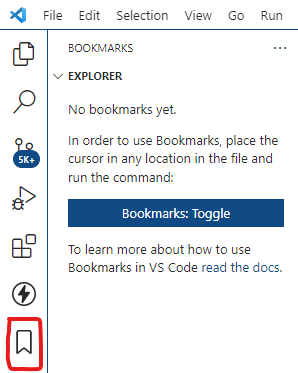 File Edit Selection View Go Run
BOOKMARKS
EXPLORER
No bookmarks yet.
In order to use Bookmarks, place the
cursor in any location in the file and
run the command:
Bookmarks: Toggle
To learn more about how to use
Bookmarks in VS Code read the docs.
5K+